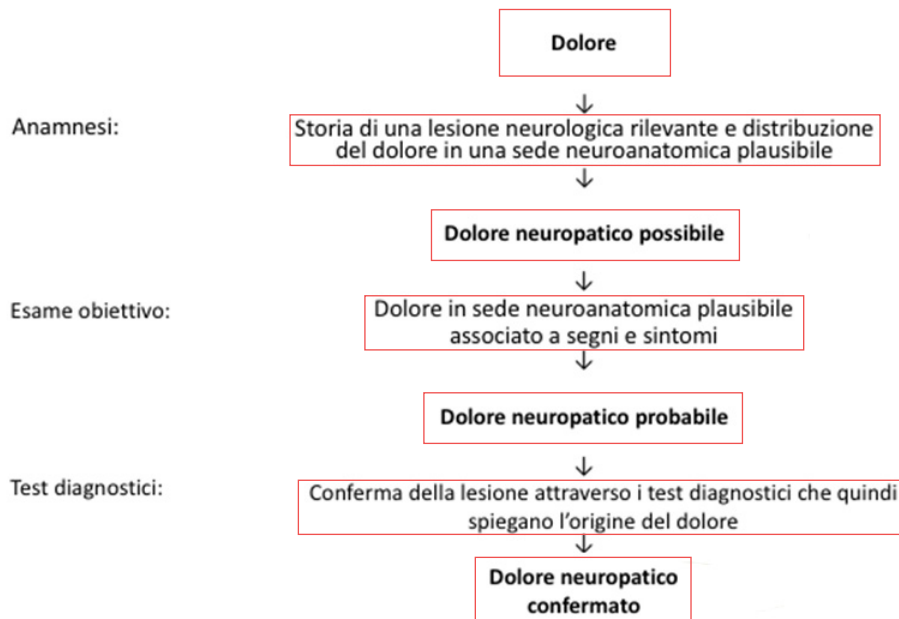 Dolore
Anamnesi:
Storia di una lesione neurologica rilevante e distribuzione
del dolore in una sede neuroanatomica plausibile
Dolore neuropatico possibile
Esame obiettivo:
Dolore in sede neuroanatomica plausibile
associato a segni e sintomi
Dolore neuropatico probabile
Test diagnostici:
Conferma della lesione attraverso i test diagnostici che quindi
spiegano l'origine del dolore
Dolore neuropatico
confermato